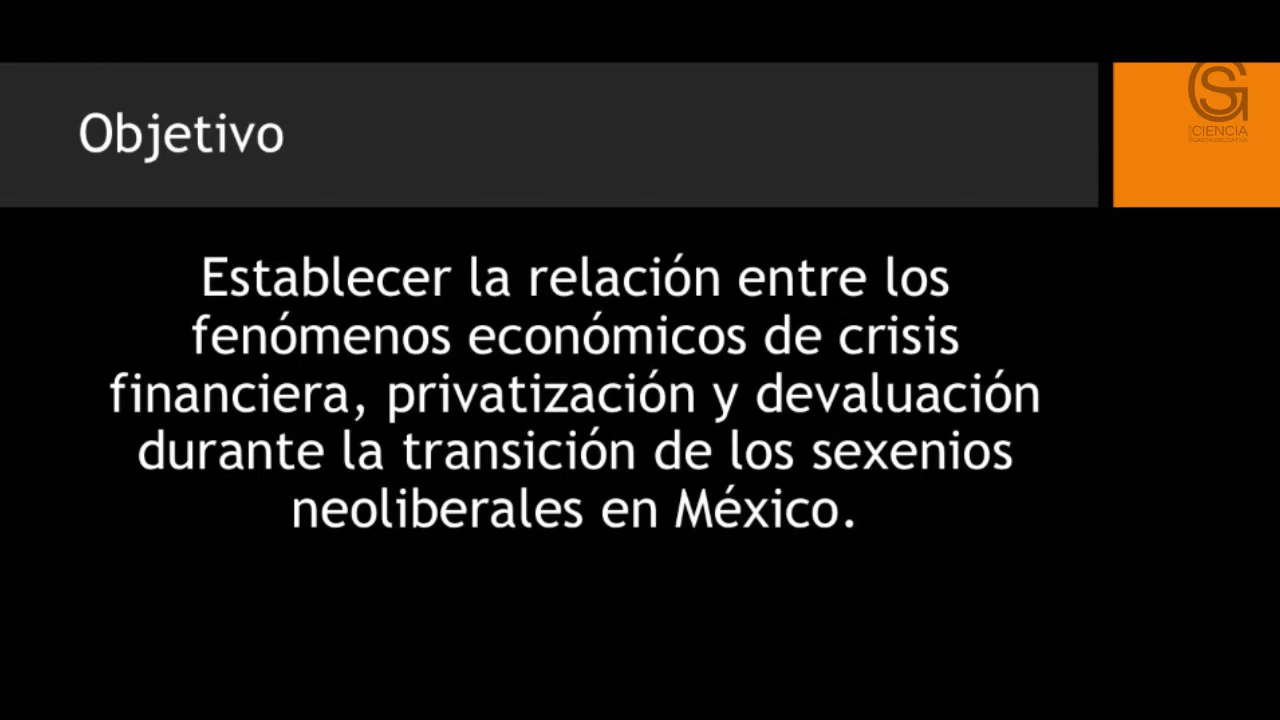 Objetivo
CIENCIA
Establecer la relación entre los
fenómenos económicos de crisis
financiera, privatización y devaluación
durante la transición de los sexenios
neoliberales en México.